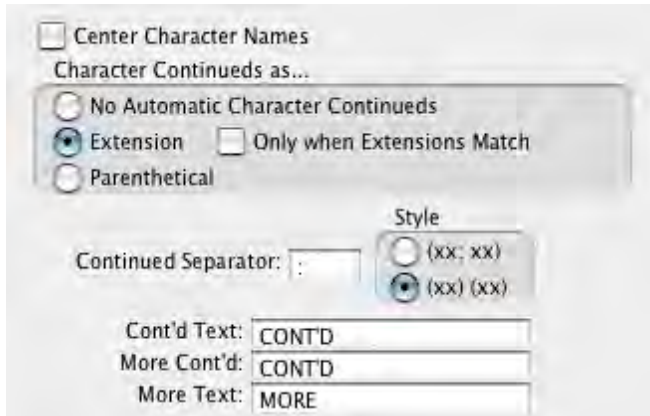 Center Character Names
Character Continueds as...
No Automatic Character Continueds
Extension Only when Extensions Match
Parenthetical
Style
Continued Separator: :
(xx: xx)
(xx) (xx)
Cont'd Text: CONT'D
More Cont'd: CONT'D
More Text: MORE